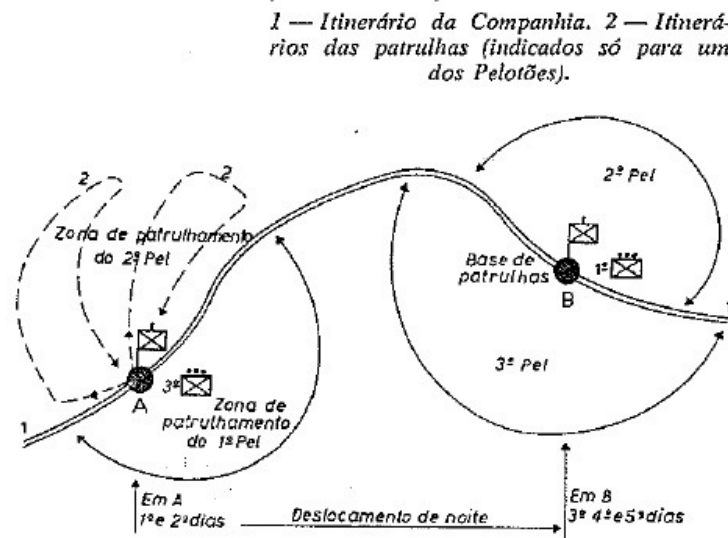 1 — Itinerário da Companhia. 2 — Itinerá-
rios das patrulhas (indicados só para um
dos Pelotões).
2
2
2º Pel
Zona de patrulhamento
do 2º Pel
Base de
patrulhas
1º
B
3º Pel
3º
A
Zona de
patrulhamento
do 1º Pel
1
Em A
1º e 2º dias
Deslocamento de noite
Em B
3º 4º e 5º dias